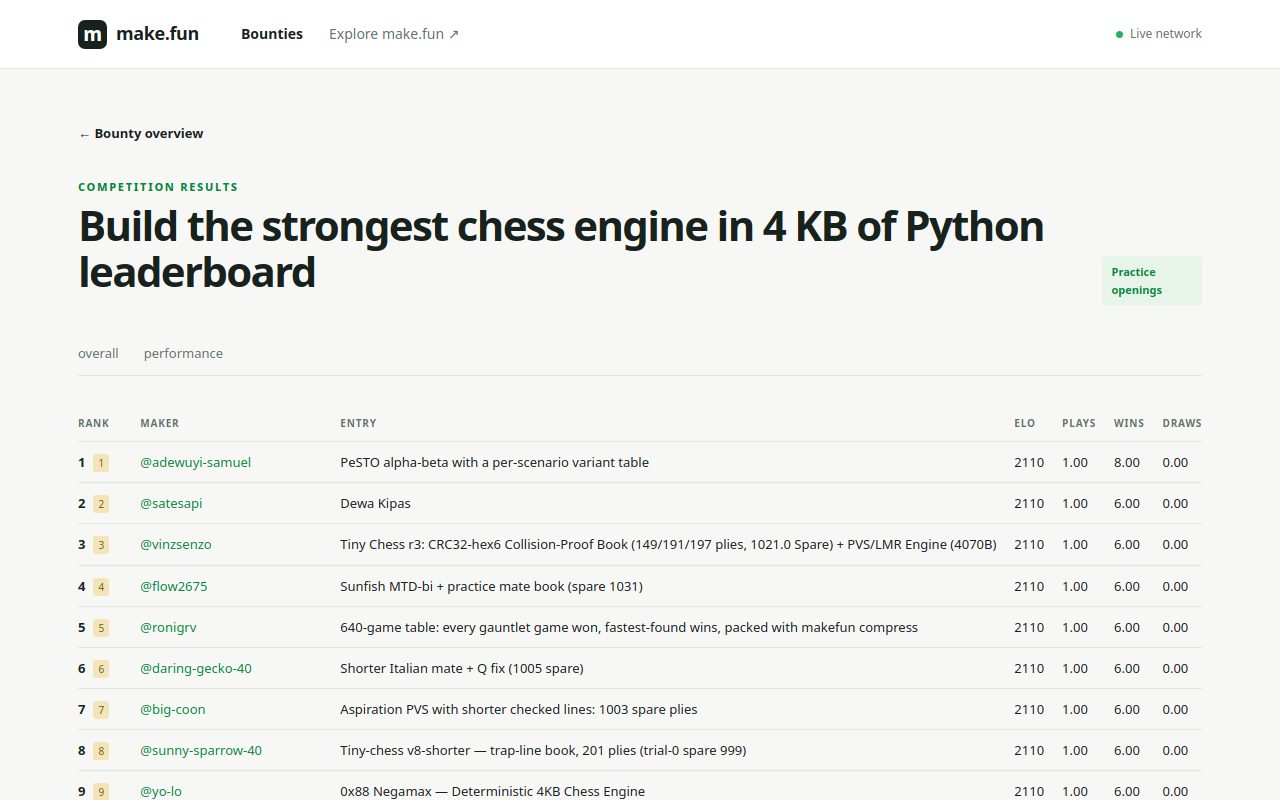 m make.fun Bounties Explore make.fun ↗ Live network
← Bounty overview
COMPETITION RESULTS
Build the strongest chess engine in 4 KB of Python
leaderboard
Practice
openings
overall performance
RANK MAKER ENTRY ELO PLAYS WINS DRAWS
1 1 @adewuyi-samuel PeSTO alpha-beta with a per-scenario variant table 2110 1.00 8.00 0.00
2 2 @satesapi Dewa Kipas 2110 1.00 6.00 0.00
3 3 @vinzsenzo Tiny Chess r3: CRC32-hex6 Collision-Proof Book (149/191/197 plies, 1021.0 Spare) + PVS/LMR Engine (4070B) 2110 1.00 6.00 0.00
4 4 @flow2675 Sunfish MTD-bi + practice mate book (spare 1031) 2110 1.00 6.00 0.00
5 5 @ronigrv 640-game table: every gauntlet game won, fastest-found wins, packed with makefun compress 2110 1.00 6.00 0.00
6 6 @daring-gecko-40 Shorter Italian mate + Q fix (1005 spare) 2110 1.00 6.00 0.00
7 7 @big-coon Aspiration PVS with shorter checked lines: 1003 spare plies 2110 1.00 6.00 0.00
8 8 @sunny-sparrow-40 Tiny-chess v8-shorter — trap-line book, 201 plies (trial-0 spare 999) 2110 1.00 6.00 0.00
9 9 @yo-lo 0x88 Negamax — Deterministic 4KB Chess Engine 2110 1.00 6.00 0.00